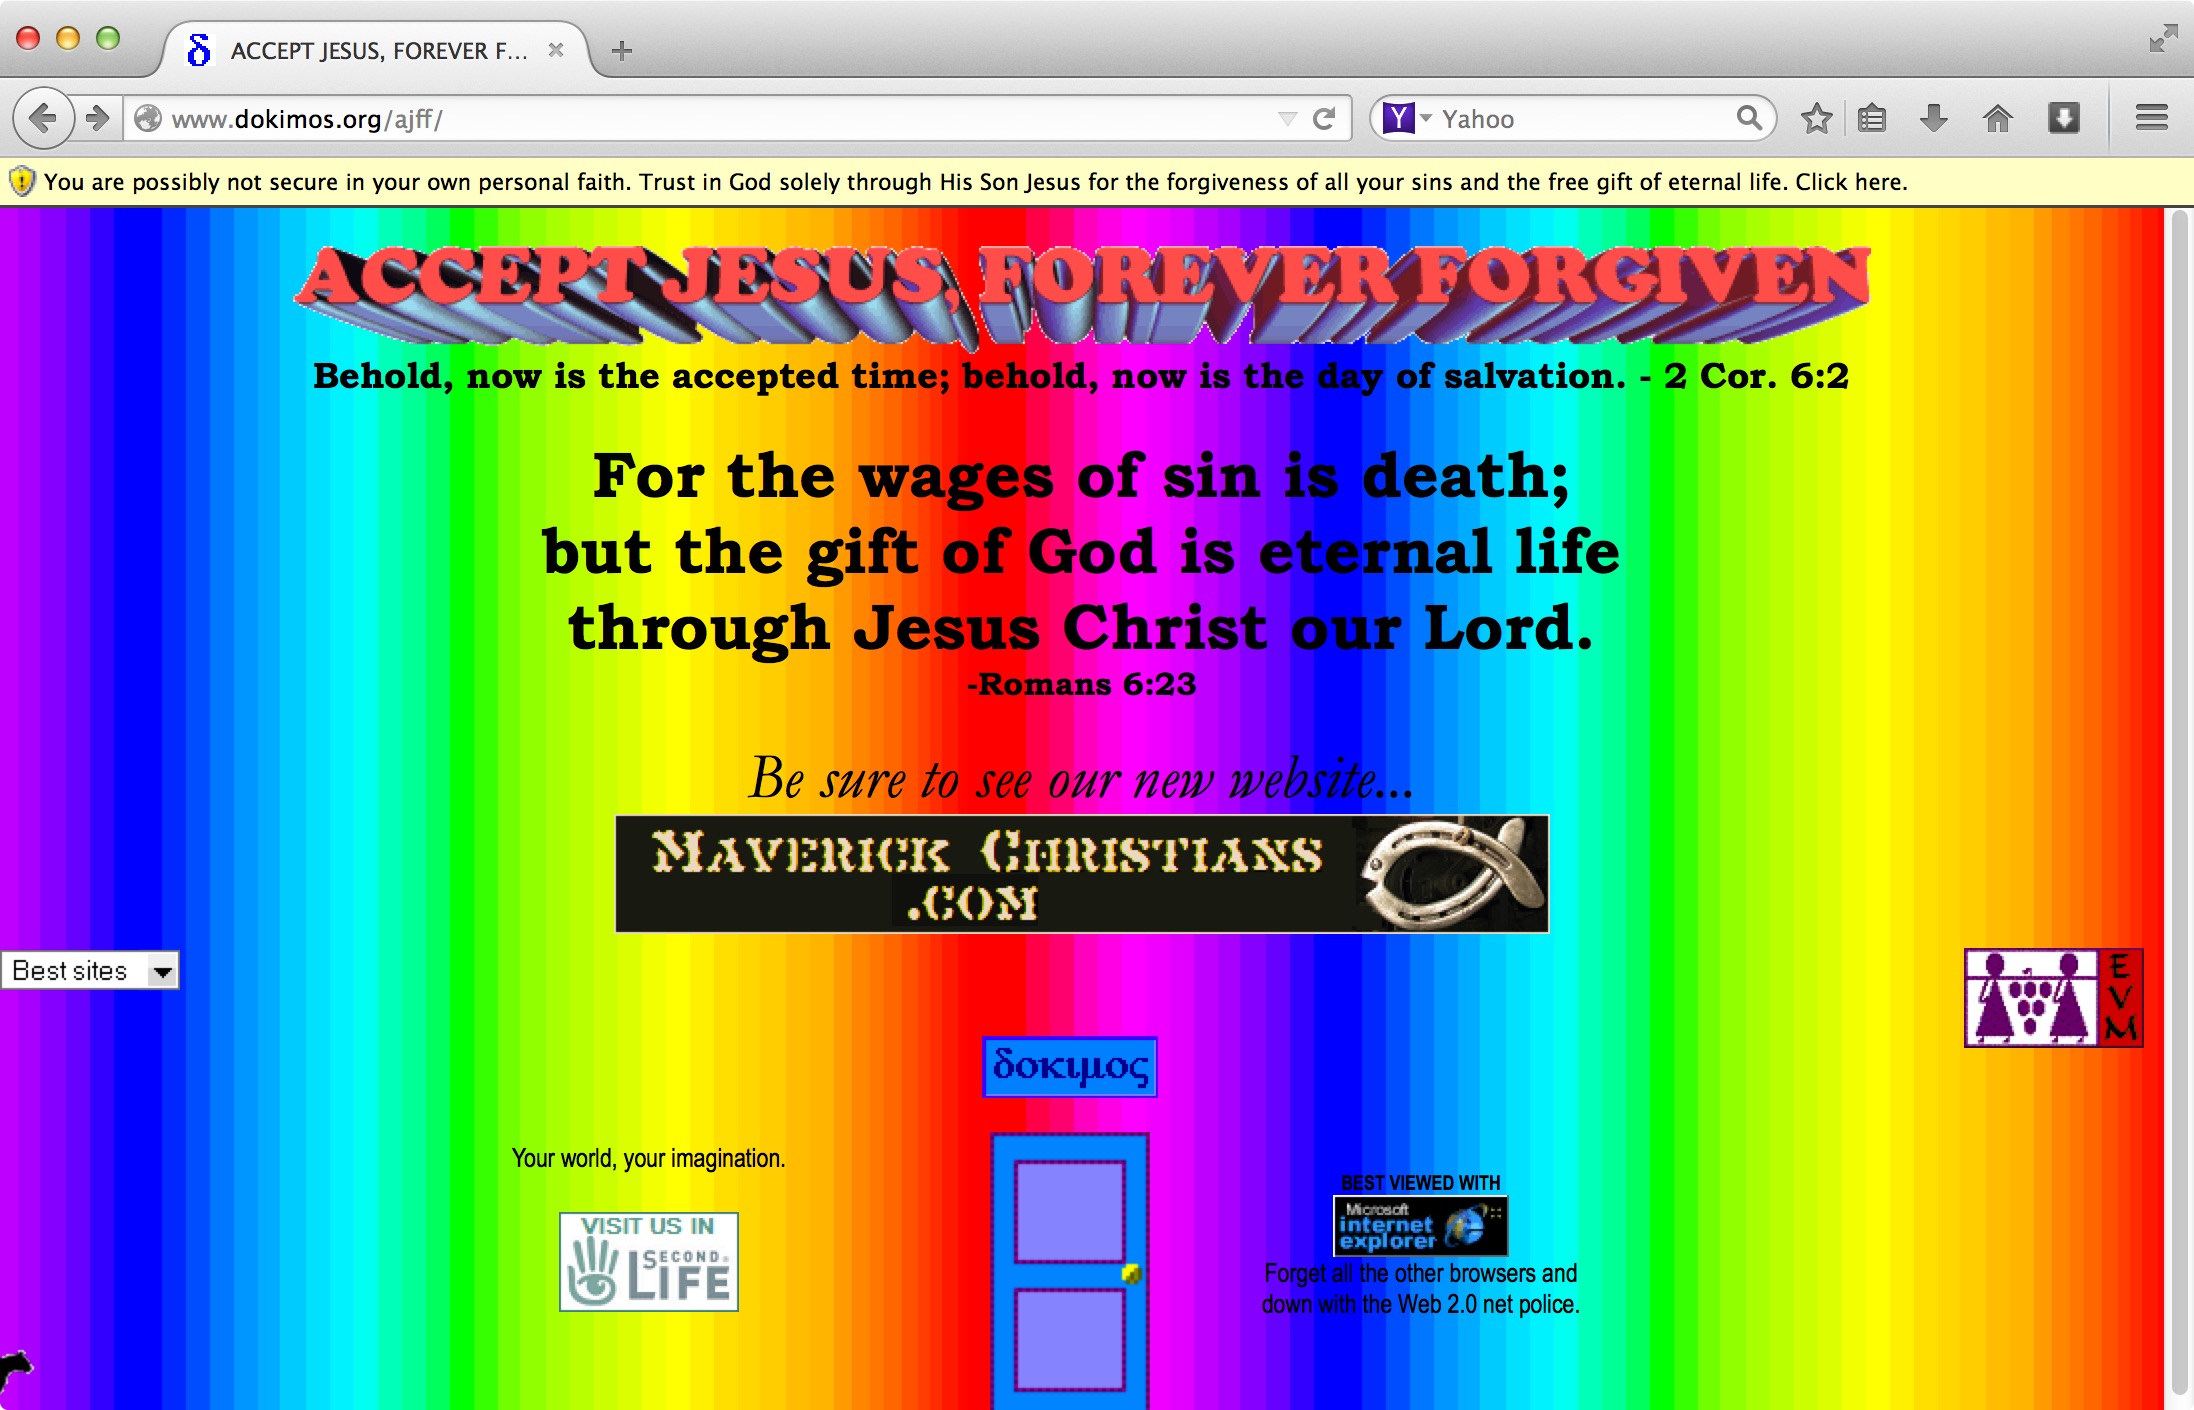 δ ACCEPT JESUS, FOREVER F...
www.dokimos.org/ajff/
Y Yahoo
You are possibly not secure in your own personal faith. Trust in God solely through His Son Jesus for the forgiveness of all your sins and the free gift of eternal life. Click here.
ACCEPT JESUS, FOREVER FORGIVEN
Behold, now is the accepted time; behold, now is the day of salvation. - 2 Cor. 6:2
For the wages of sin is death;
but the gift of God is eternal life
through Jesus Christ our Lord.
-Romans 6:23
Be sure to see our new website...
MAVERICK CHRISTIANS
.COM
Best sites
EVM
δοκιμος
Your world, your imagination.
VISIT US IN
SECOND
LIFE
BEST VIEWED WITH
Microsoft
internet
explorer
Forget all the other browsers and
down with the Web 2.0 net police.